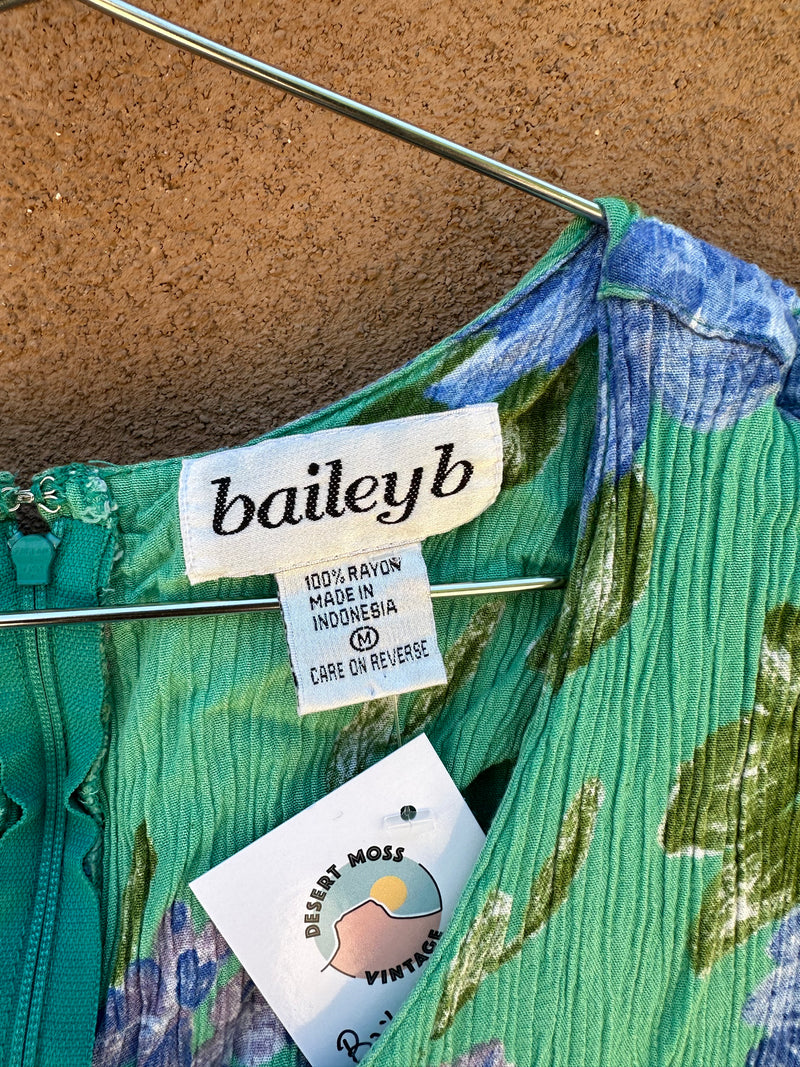 baileyb
100% RAYON
MADE IN
INDONESIA
M
CARE ON REVERSE
DESERT MOSS
VINTAGE